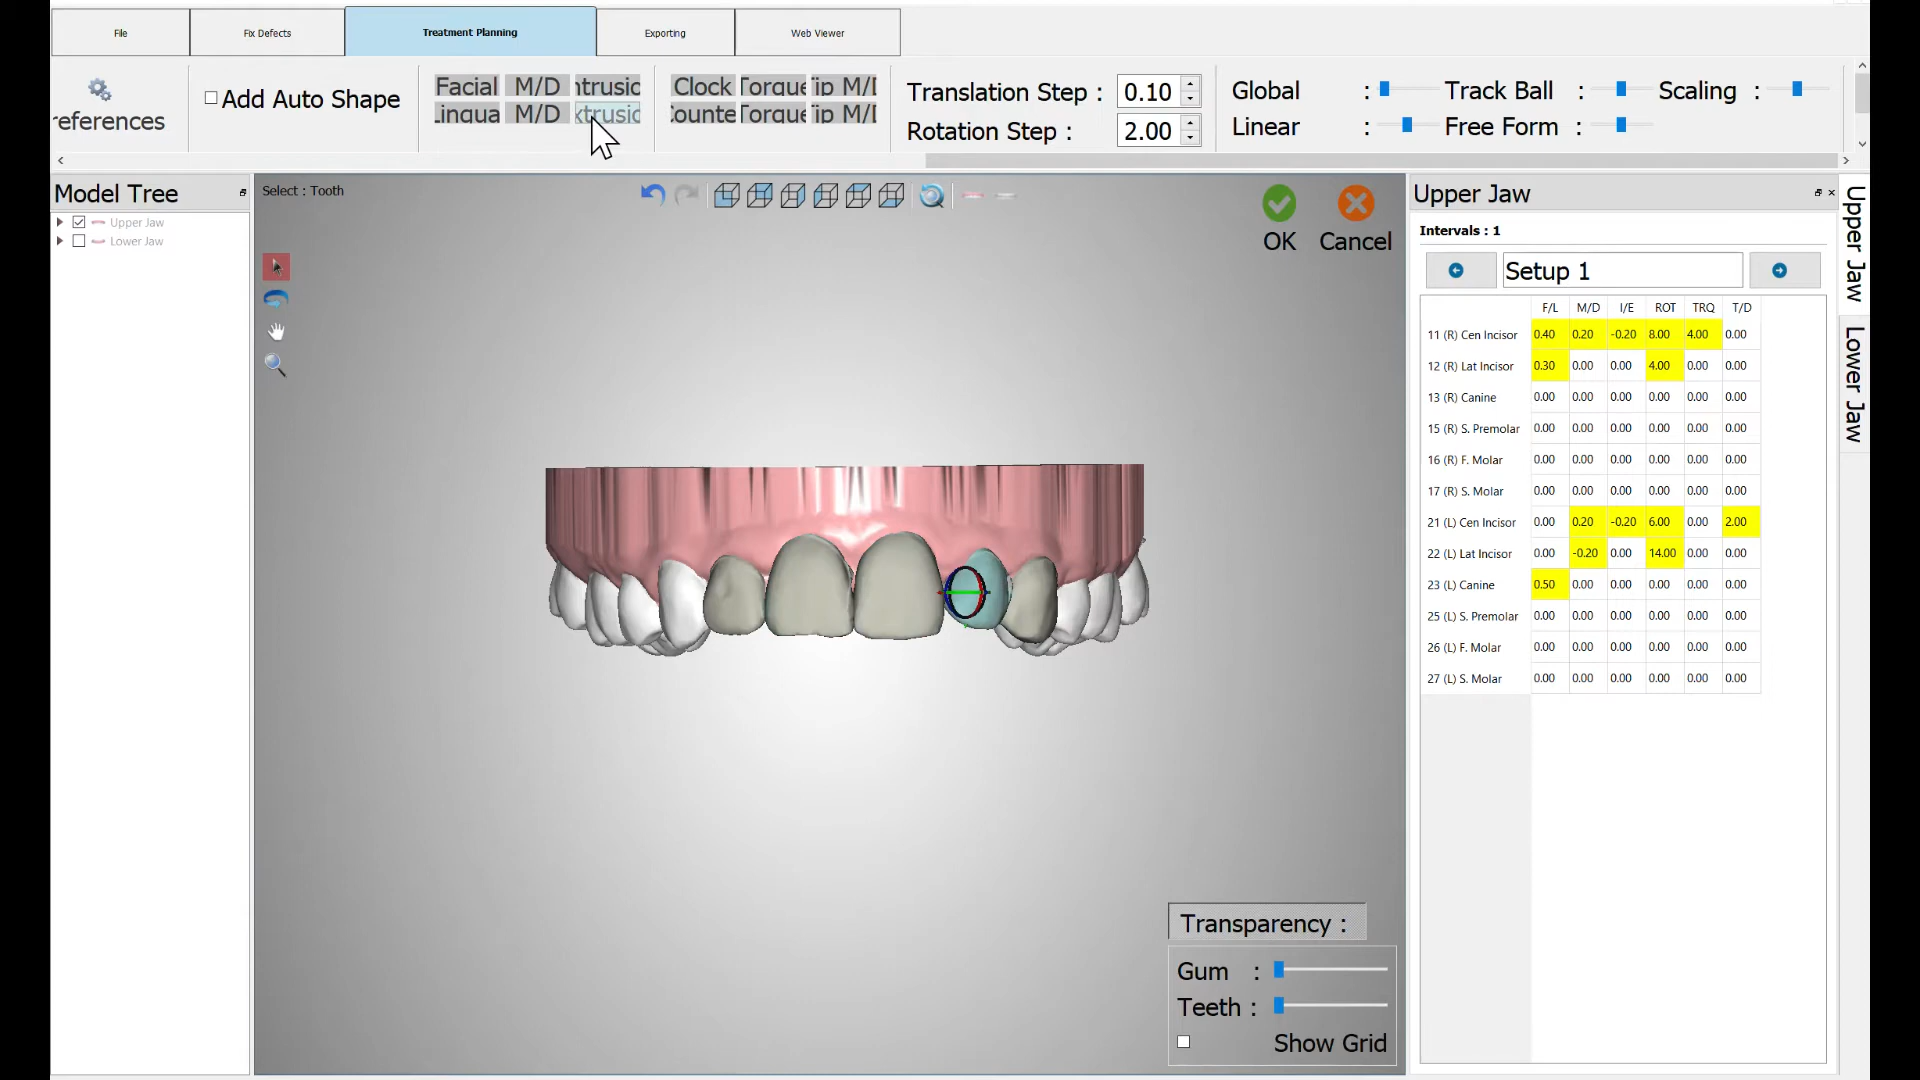 File
Fix Defects
Treatment Planning
Exporting
Web Viewer
references
Add Auto Shape
Facial M/D ntrusic
Lingua M/D xtrusic
Clock Torque Tip M/D
Counte Torque Tip M/D
Translation Step : 0.10
Rotation Step : 2.00
Global : Track Ball : Scaling :
Linear : Free Form :
Model Tree
Upper Jaw
Lower Jaw
Select : Tooth
OK
Cancel
Transparency :
Gum :
Teeth :
Show Grid
Upper Jaw
Intervals : 1
Setup 1
F/L M/D I/E ROT TRQ T/D
11 (R) Cen Incisor 0.40 0.20 -0.20 8.00 4.00 0.00
12 (R) Lat Incisor 0.30 0.00 0.00 4.00 0.00 0.00
13 (R) Canine 0.00 0.00 0.00 0.00 0.00 0.00
15 (R) S. Premolar 0.00 0.00 0.00 0.00 0.00 0.00
16 (R) F. Molar 0.00 0.00 0.00 0.00 0.00 0.00
17 (R) S. Molar 0.00 0.00 0.00 0.00 0.00 0.00
21 (L) Cen Incisor 0.00 0.20 -0.20 6.00 0.00 2.00
22 (L) Lat Incisor 0.00 -0.20 0.00 14.00 0.00 0.00
23 (L) Canine 0.50 0.00 0.00 0.00 0.00 0.00
25 (L) S. Premolar 0.00 0.00 0.00 0.00 0.00 0.00
26 (L) F. Molar 0.00 0.00 0.00 0.00 0.00 0.00
27 (L) S. Molar 0.00 0.00 0.00 0.00 0.00 0.00
Upper Jaw
Lower Jaw